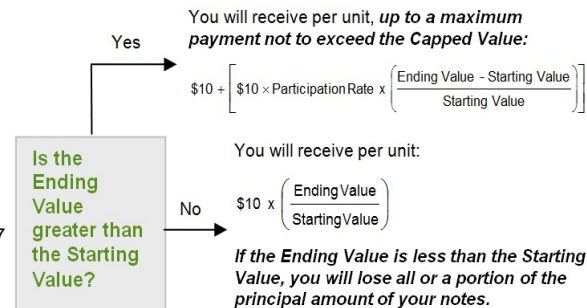 You will receive per unit, up to a maximum
payment not to exceed the Capped Value:
Yes
$10 + [ $10 × Participation Rate x ( Ending Value - Starting Value
Starting Value ) ]
Is the
Ending
Value
greater than
the Starting
Value?
You will receive per unit:
No
$10 x ( Ending Value
Starting Value )
If the Ending Value is less than the Starting
Value, you will lose all or a portion of the
principal amount of your notes.